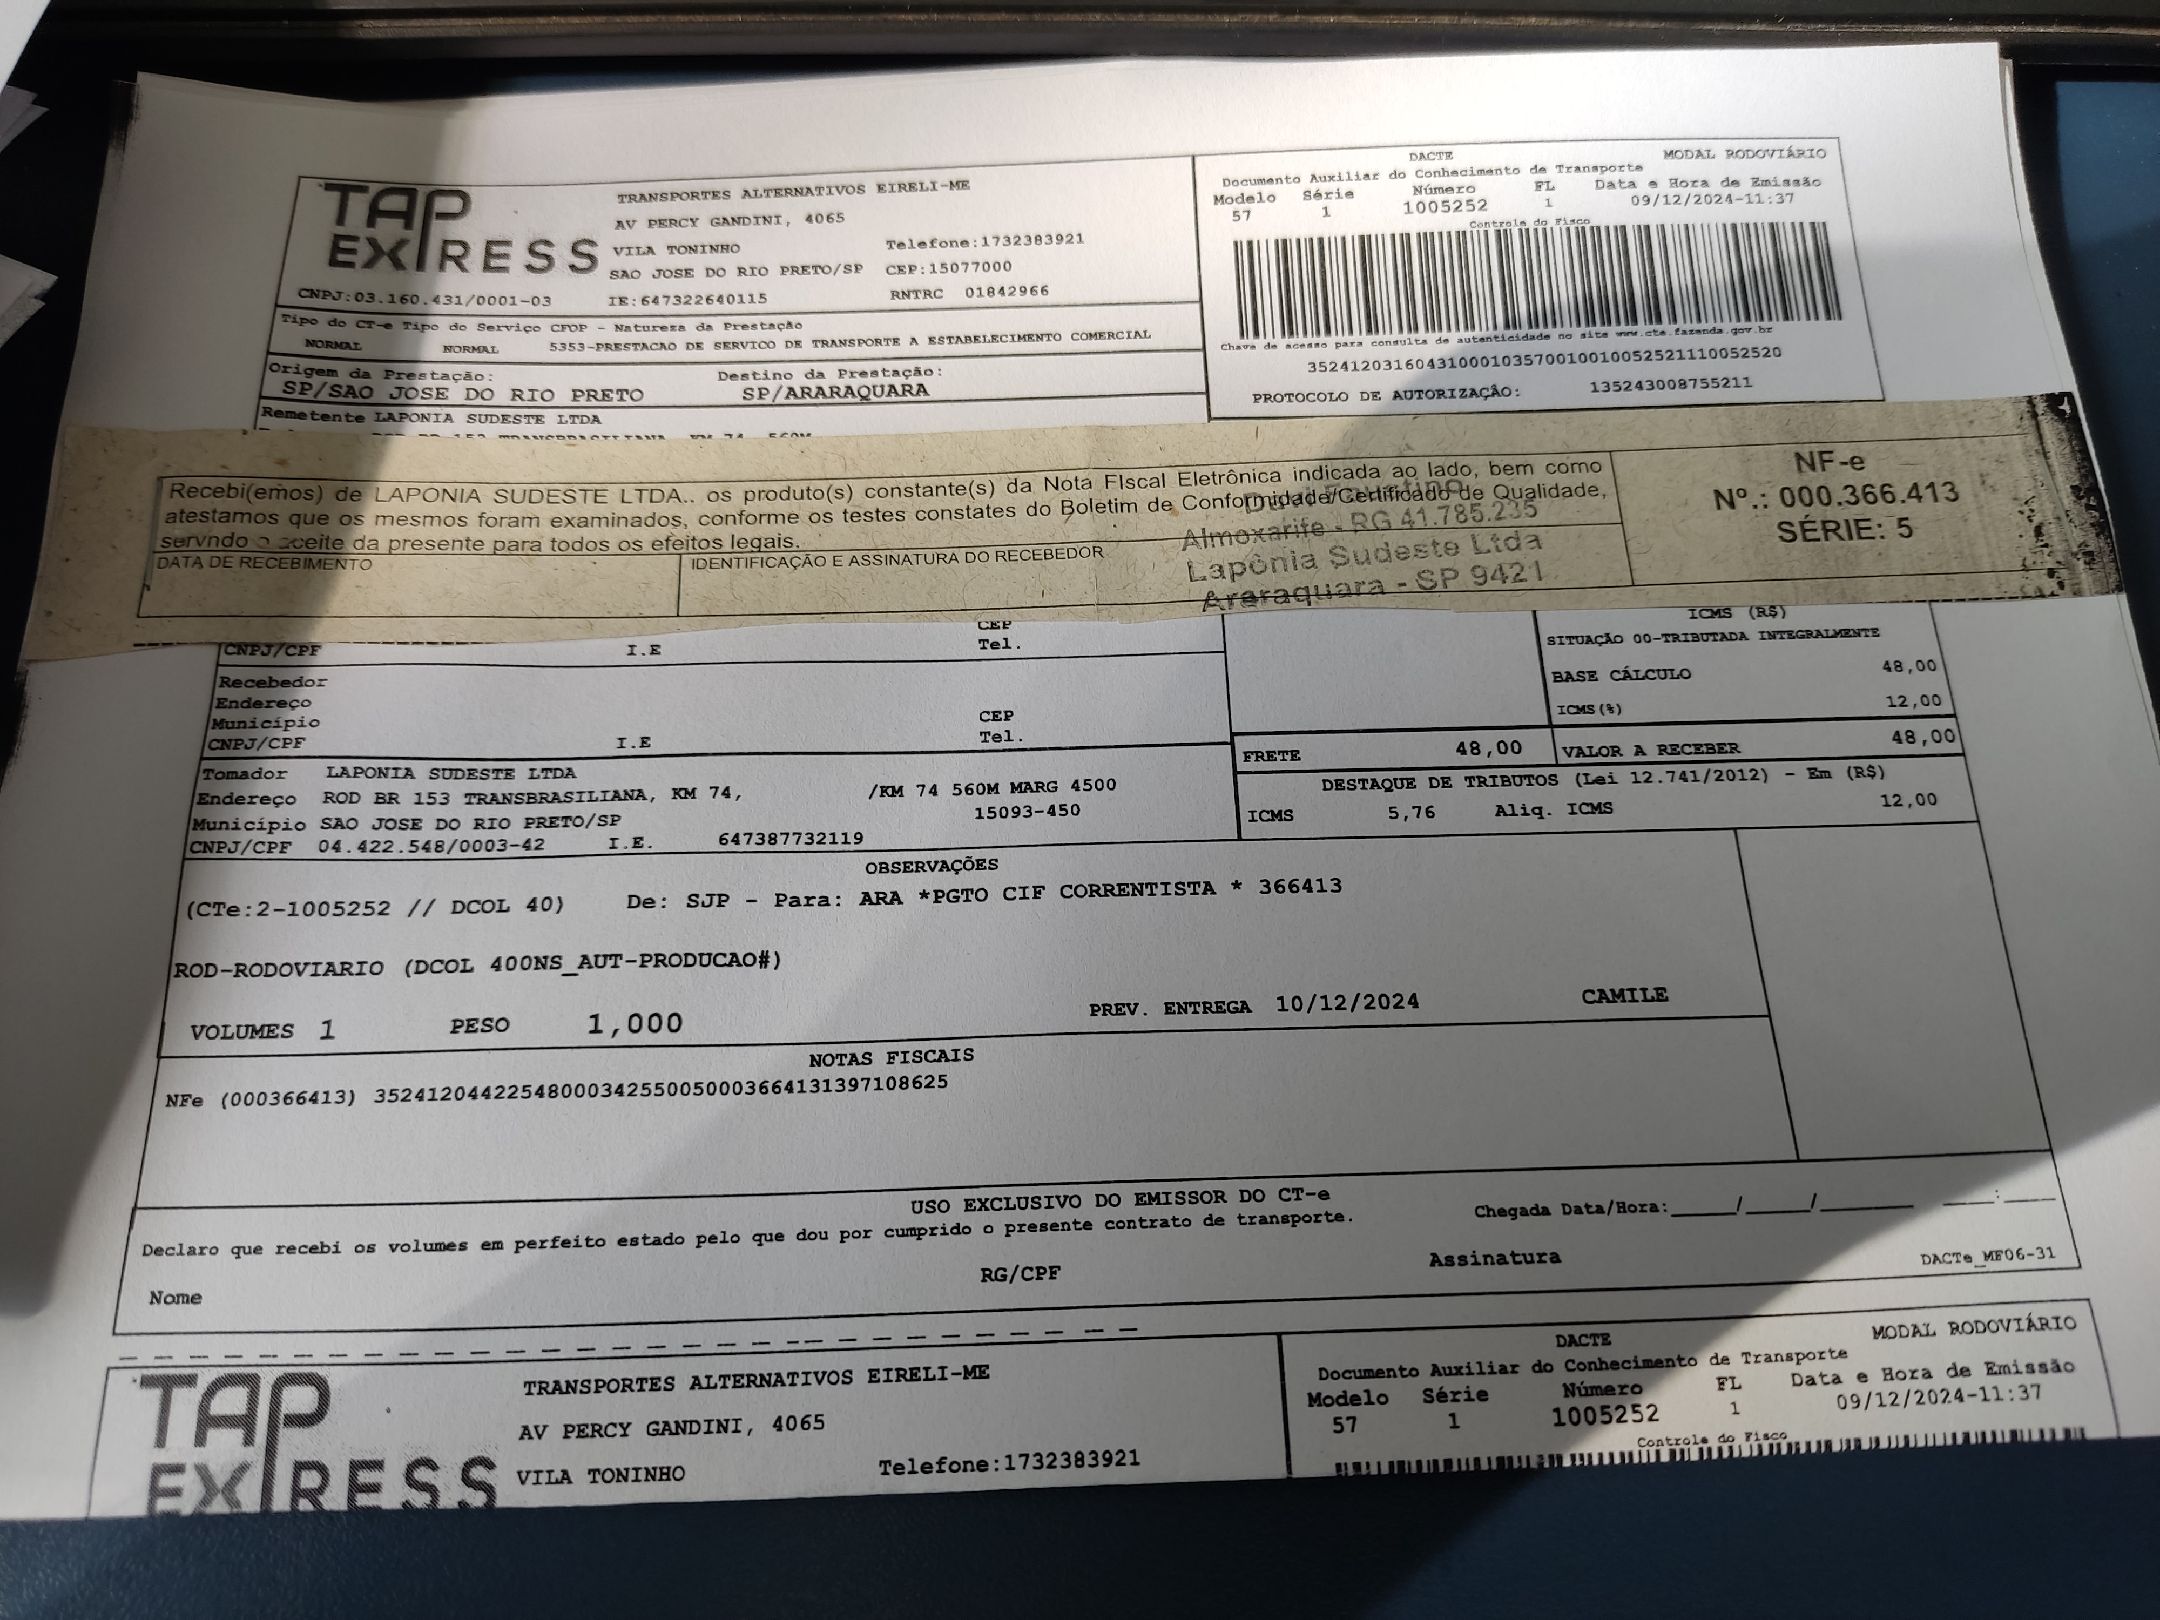 TAP
EXPRESS
TRANSPORTES ALTERNATIVOS EIRELI-ME
AV PERCY GANDINI, 4065
VILA TONINHO Telefone:1732383921
SAO JOSE DO RIO PRETO/SP CEP:15077000
CNPJ:03.160.431/0001-03 IE:647322640115 RNTRC 01842966
DACTE MODAL RODOVIÁRIO
Documento Auxiliar do Conhecimento de Transporte
Modelo Série Número FL Data e Hora de Emissão
57 1 1005252 1 09/12/2024-11:37
Controle do Fisco
Chave de acesso para consulta de autenticidade no site www.cte.fazenda.gov.br
35241203160431000103570010010052521110052520
PROTOCOLO DE AUTORIZAÇÃO: 135243008755211
Tipo do CT-e Tipo do Serviço CFOP - Natureza da Prestação
NORMAL NORMAL 5353-PRESTACAO DE SERVICO DE TRANSPORTE A ESTABELECIMENTO COMERCIAL
Origem da Prestação: Destino da Prestação:
SP/SAO JOSE DO RIO PRETO SP/ARARAQUARA
Remetente LAPONIA SUDESTE LTDA
Recebi(emos) de LAPONIA SUDESTE LTDA.. os produto(s) constante(s) da Nota FIscal Eletrônica indicada ao lado, bem como
atestamos que os mesmos foram examinados, conforme os testes constates do Boletim de Conformidade/Certificado de Qualidade,
servndo o aceite da presente para todos os efeitos legais.
DATA DE RECEBIMENTO IDENTIFICAÇÃO E ASSINATURA DO RECEBEDOR
Almoxarife - RG 41.785.235
Lapônia Sudeste Ltda
Araraquara - SP 9421
NF-e
Nº.: 000.366.413
SÉRIE: 5
CEP
CNPJ/CPF I.E Tel.
Recebedor
Endereço
Município CEP
CNPJ/CPF I.E Tel.
ICMS (R$)
SITUAÇÃO 00-TRIBUTADA INTEGRALMENTE
BASE CÁLCULO 48,00
ICMS(%) 12,00
FRETE 48,00 VALOR A RECEBER 48,00
DESTAQUE DE TRIBUTOS (Lei 12.741/2012) - Em (R$)
ICMS 5,76 Aliq. ICMS 12,00
Tomador LAPONIA SUDESTE LTDA
Endereço ROD BR 153 TRANSBRASILIANA, KM 74, /KM 74 560M MARG 4500
Município SAO JOSE DO RIO PRETO/SP 15093-450
CNPJ/CPF 04.422.548/0003-42 I.E. 647387732119
OBSERVAÇÕES
(CTe:2-1005252 // DCOL 40) De: SJP - Para: ARA *PGTO CIF CORRENTISTA * 366413
ROD-RODOVIARIO (DCOL 400NS_AUT-PRODUCAO#)
VOLUMES 1 PESO 1,000 PREV. ENTREGA 10/12/2024 CAMILE
NOTAS FISCAIS
NFe (000366413) 35241204422548000342550050003664131397108625
USO EXCLUSIVO DO EMISSOR DO CT-e
Declaro que recebi os volumes em perfeito estado pelo que dou por cumprido o presente contrato de transporte.
Chegada Data/Hora:_____/_____/_______ ____:____
Nome RG/CPF Assinatura
DACTe_MF06-31
TAP
EXPRESS
TRANSPORTES ALTERNATIVOS EIRELI-ME
AV PERCY GANDINI, 4065
VILA TONINHO Telefone:1732383921
DACTE MODAL RODOVIÁRIO
Documento Auxiliar do Conhecimento de Transporte
Modelo Série Número FL Data e Hora de Emissão
57 1 1005252 1 09/12/2024-11:37
Controle do Fisco